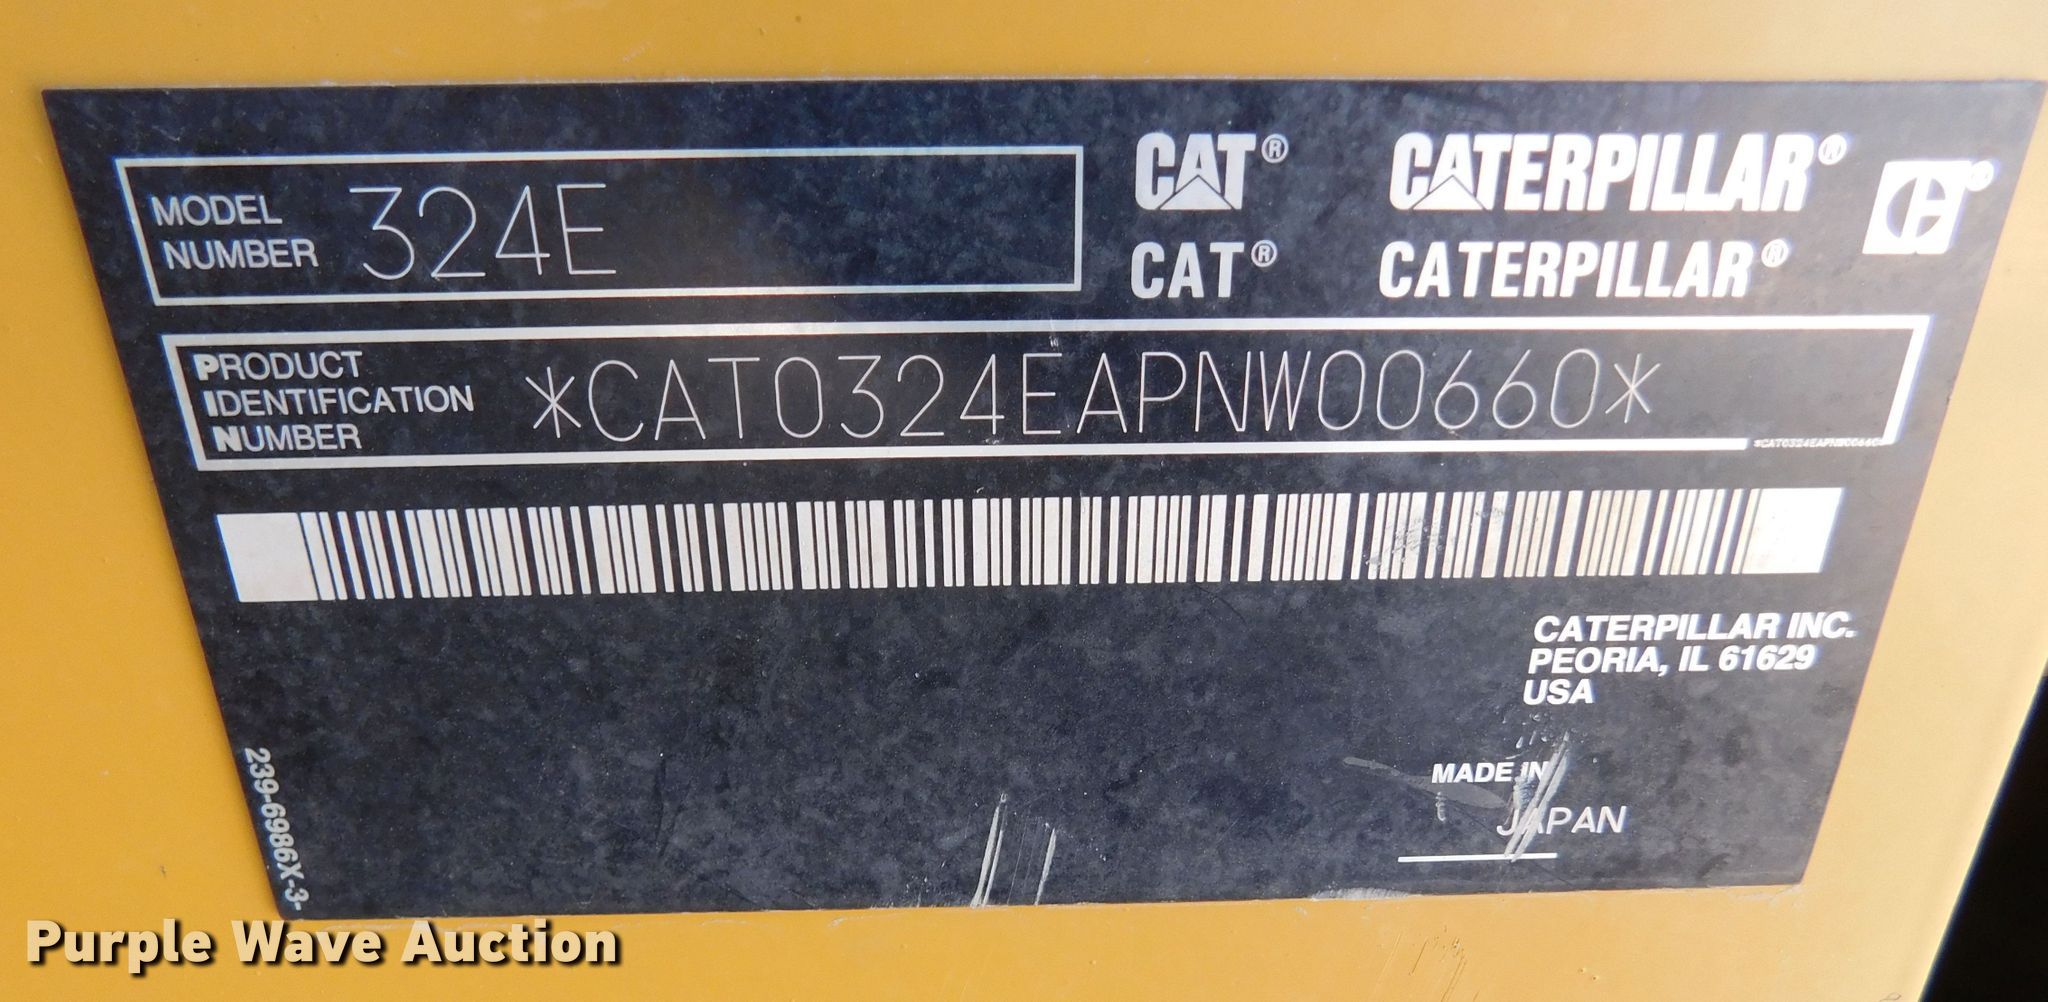 MODEL
NUMBER
324E
CAT® CATERPILLAR®
CAT® CATERPILLAR®
PRODUCT
IDENTIFICATION
NUMBER
*CAT0324EAPNW00660*
*CAT0324EAPNW00660*
CATERPILLAR INC.
PEORIA, IL 61629
USA
MADE IN
JAPAN
239-6986X-3-
Purple Wave Auction